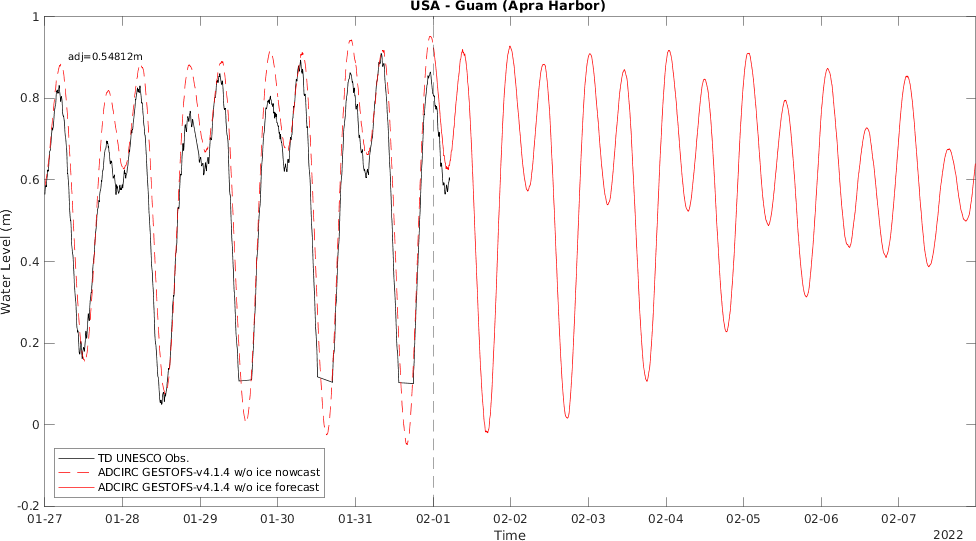 USA - Guam (Apra Harbor)
adj=0.54812m
1
0.8
0.6
0.4
0.2
0
-0.2
Water Level (m)
TD UNESCO Obs.
ADCIRC GESTOFS-v4.1.4 w/o ice nowcast
ADCIRC GESTOFS-v4.1.4 w/o ice forecast
01-27 01-28 01-29 01-30 01-31 02-01 02-02 02-03 02-04 02-05 02-06 02-07
Time
2022